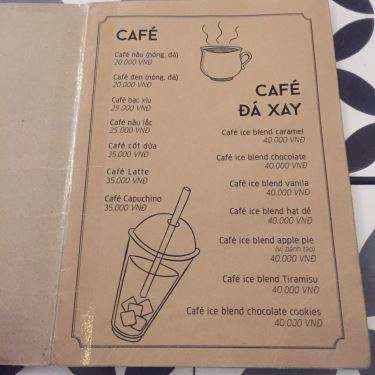 CAFÉ
Café nâu (nóng, đá)
20.000 VNĐ
Café đen (nóng, đá)
20.000 VNĐ
Café bạc xỉu
25.000 VNĐ
Café nâu lắc
25.000 VNĐ
Café cốt dừa
35.000 VNĐ
Café Latte
35.000 VNĐ
Café Capuchino
35.000 VNĐ
CAFÉ
ĐÁ XAY
Café ice blend caramel
40.000 VNĐ
Café ice blend chocolate
40.000 VNĐ
Café ice blend vanila
40.000 VNĐ
Café ice blend hạt dẻ
40.000 VNĐ
Café ice blend apple pie
(vị bánh táo)
40.000 VNĐ
Café ice blend Tiramisu
40.000 VNĐ
Café ice blend chocolate cookies
40.000 VNĐ